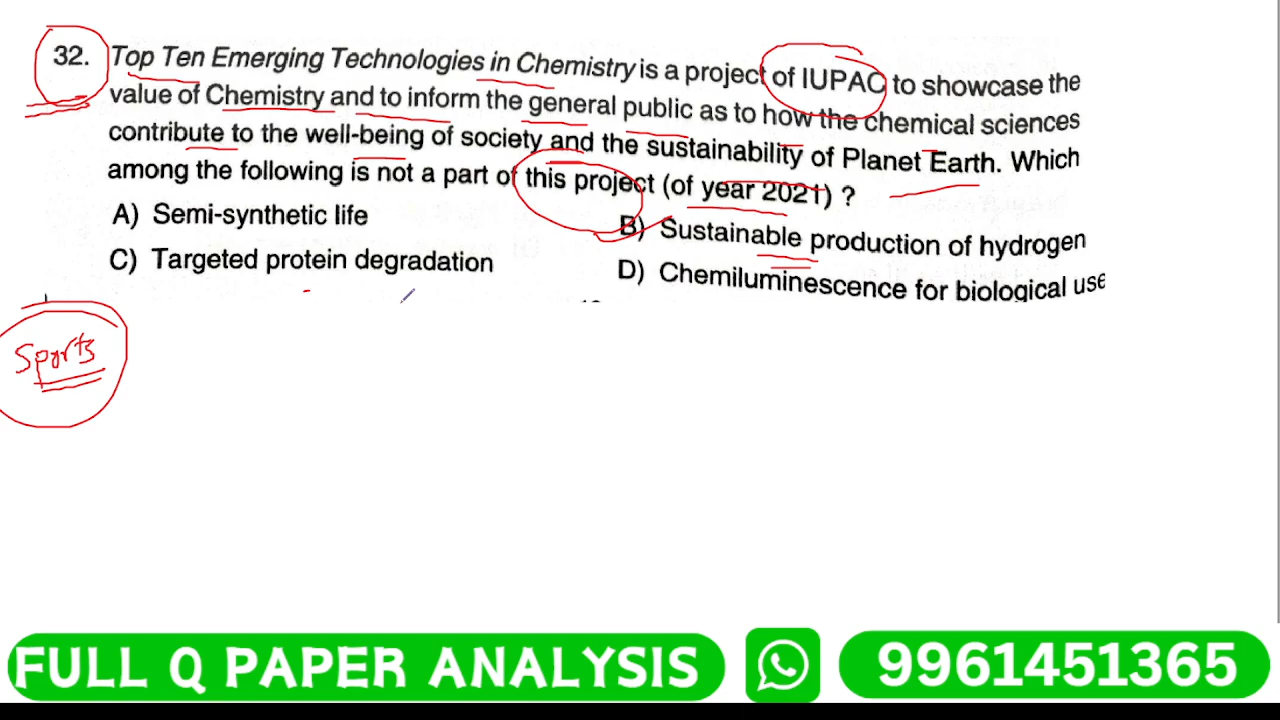 32. Top Ten Emerging Technologies in Chemistry is a project of IUPAC to showcase the
value of Chemistry and to inform the general public as to how the chemical sciences
contribute to the well-being of society and the sustainability of Planet Earth. Which
among the following is not a part of this project (of year 2021) ?
A) Semi-synthetic life B) Sustainable production of hydrogen
C) Targeted protein degradation D) Chemiluminescence for biological use
Sports
FULL Q PAPER ANALYSIS 9961451365